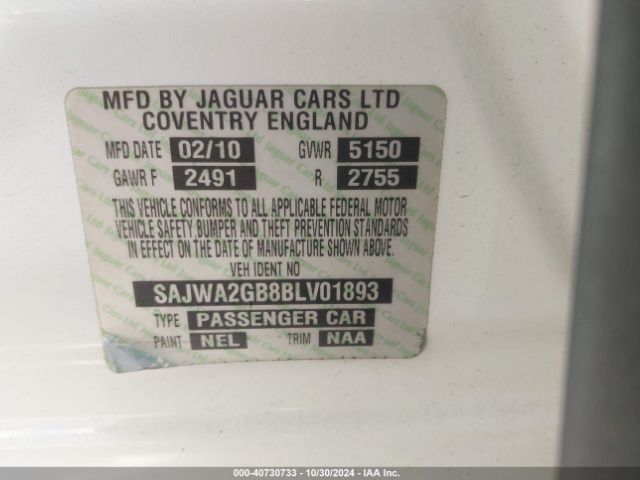 MFD BY JAGUAR CARS LTD
COVENTRY ENGLAND
MFD DATE 02/10 GVWR 5150
GAWR F 2491 R 2755
THIS VEHICLE CONFORMS TO ALL APPLICABLE FEDERAL MOTOR
VEHICLE SAFETY, BUMPER AND THEFT PREVENTION STANDARDS
IN EFFECT ON THE DATE OF MANUFACTURE SHOWN ABOVE.
VEH IDENT NO
SAJWA2GB8BLV01893
TYPE PASSENGER CAR
PAINT NEL TRIM NAA
000-40730733 - 10/30/2024 - IAA Inc.